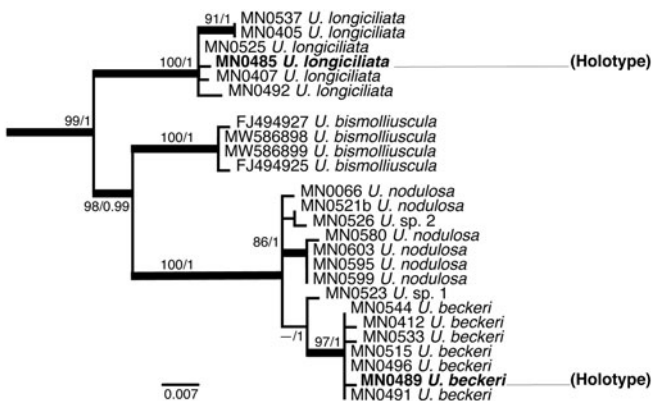 91/1
MN0537 U. longiciliata
MN0405 U. longiciliata
MN0525 U. longiciliata
100/1
MN0485 U. longiciliata (Holotype)
MN0407 U. longiciliata
MN0492 U. longiciliata
99/1
FJ494927 U. bismolliuscula
100/1
MW586898 U. bismolliuscula
MW586899 U. bismolliuscula
FJ494925 U. bismolliuscula
98/0.99
MN0066 U. nodulosa
MN0521b U. nodulosa
MN0526 U. sp. 2
86/1
MN0580 U. nodulosa
MN0603 U. nodulosa
100/1
MN0595 U. nodulosa
MN0599 U. nodulosa
MN0523 U. sp. 1
MN0544 U. beckeri
MN0412 U. beckeri
—/1
MN0533 U. beckeri
97/1
MN0515 U. beckeri
MN0496 U. beckeri
MN0489 U. beckeri (Holotype)
MN0491 U. beckeri
0.007